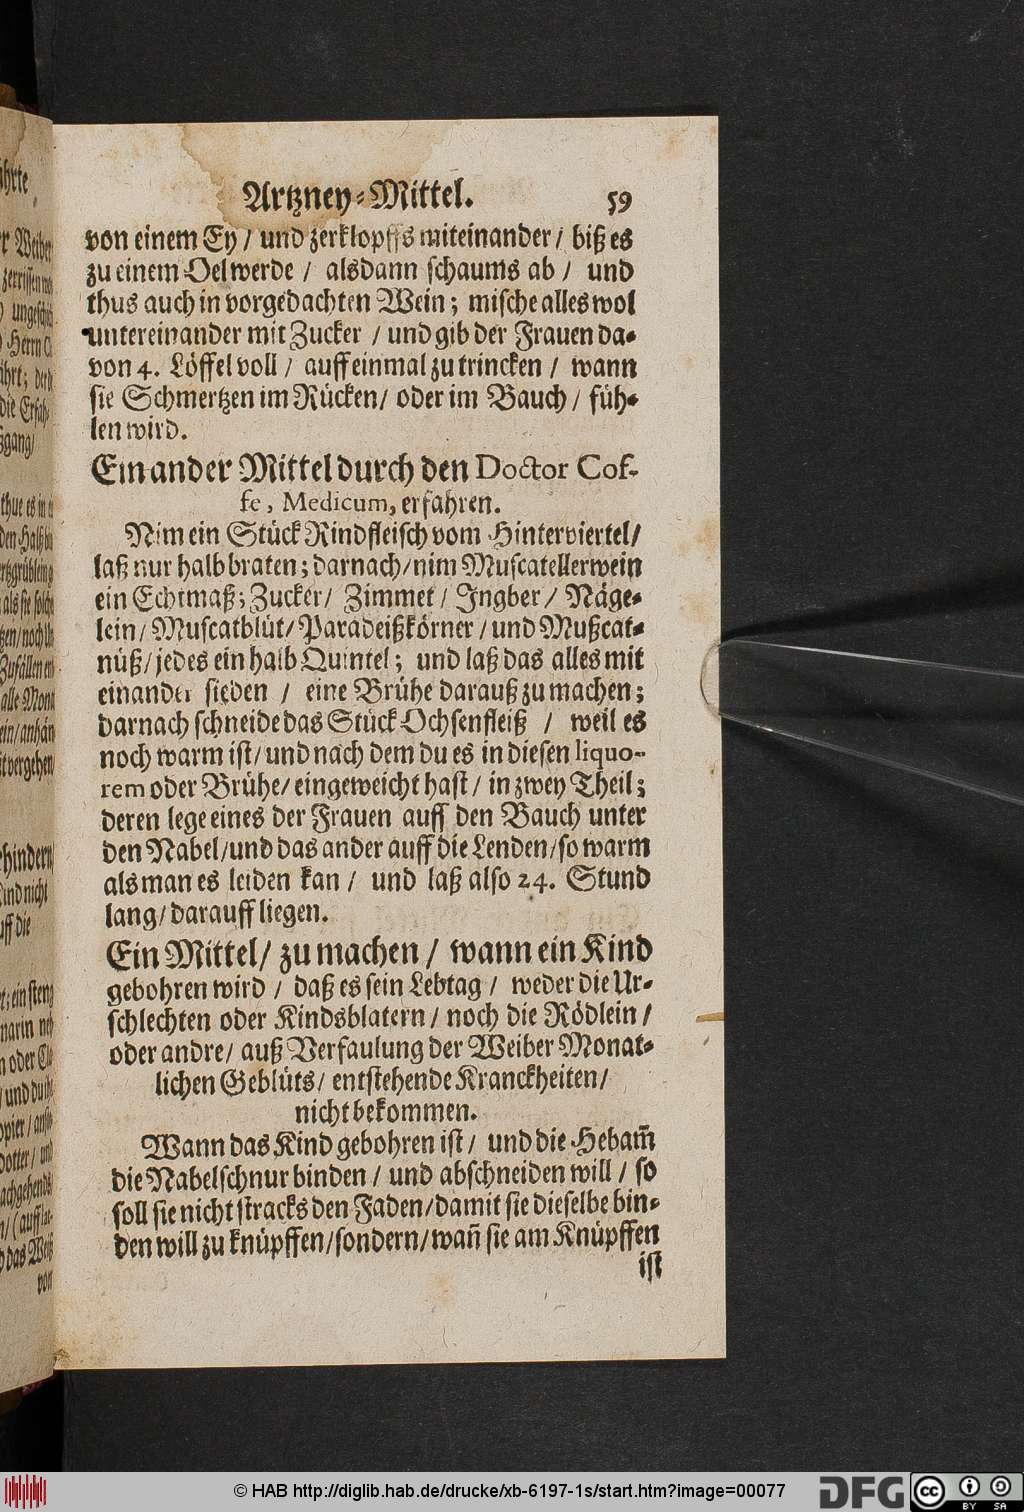 Artzney-Mittel. 59
von einem Ey / und zerklopffs miteinander / biß es
zu einem Oel werde / alsdann schaums ab / und
thus auch in vorgedachten Wein; mische alles wol
untereinander mit Zucker / und gib der Frauen da-
von 4. Löffel voll / auff einmal zu trincken / wann
sie Schmertzen im Rücken / oder im Bauch / füh-
len wird.
Ein ander Mittel durch den Doctor Cof-
fe, Medicum, erfahren.
Nim ein Stück Rindfleisch vom Hinterviertel /
laß nur halb braten; darnach / nim Muscatellerwein
ein Echtmaß; Zucker / Zimmet / Ingber / Näge-
lein / Muscatblüt / Paradeißkörner / und Mußcat-
nüß / jedes ein halb Quintel; und laß das alles mit
einander sieden / eine Brühe darauß zu machen;
darnach schneide das Stück Ochsenfleiß / weil es
noch warm ist / und nach dem du es in diesen liquo-
rem oder Brühe / eingeweicht hast / in zwey Theil;
deren lege eines der Frauen auff den Bauch unter
den Nabel / und das ander auff die Lenden / so warm
als man es leiden kan / und laß also 24. Stund
lang / darauff liegen.
Ein Mittel / zu machen / wann ein Kind
gebohren wird / daß es sein Lebtag / weder die Ur-
schlechten oder Kindsblatern / noch die Rödlein /
oder andre / auß Verfaulung der Weiber Monat-
lichen Geblüts / entstehende Kranckheiten /
nicht bekommen.
Wann das Kind gebohren ist / und die Hebam̃
die Nabelschnur binden / und abschneiden will / so
soll sie nicht stracks den Faden / damit sie dieselbe bin-
den will zu knüpffen / sondern / wañ sie am Knüpffen
ist
© HAB http://diglib.hab.de/drucke/xb-6197-1s/start.htm?image=00077
DFG
cc
BY SA